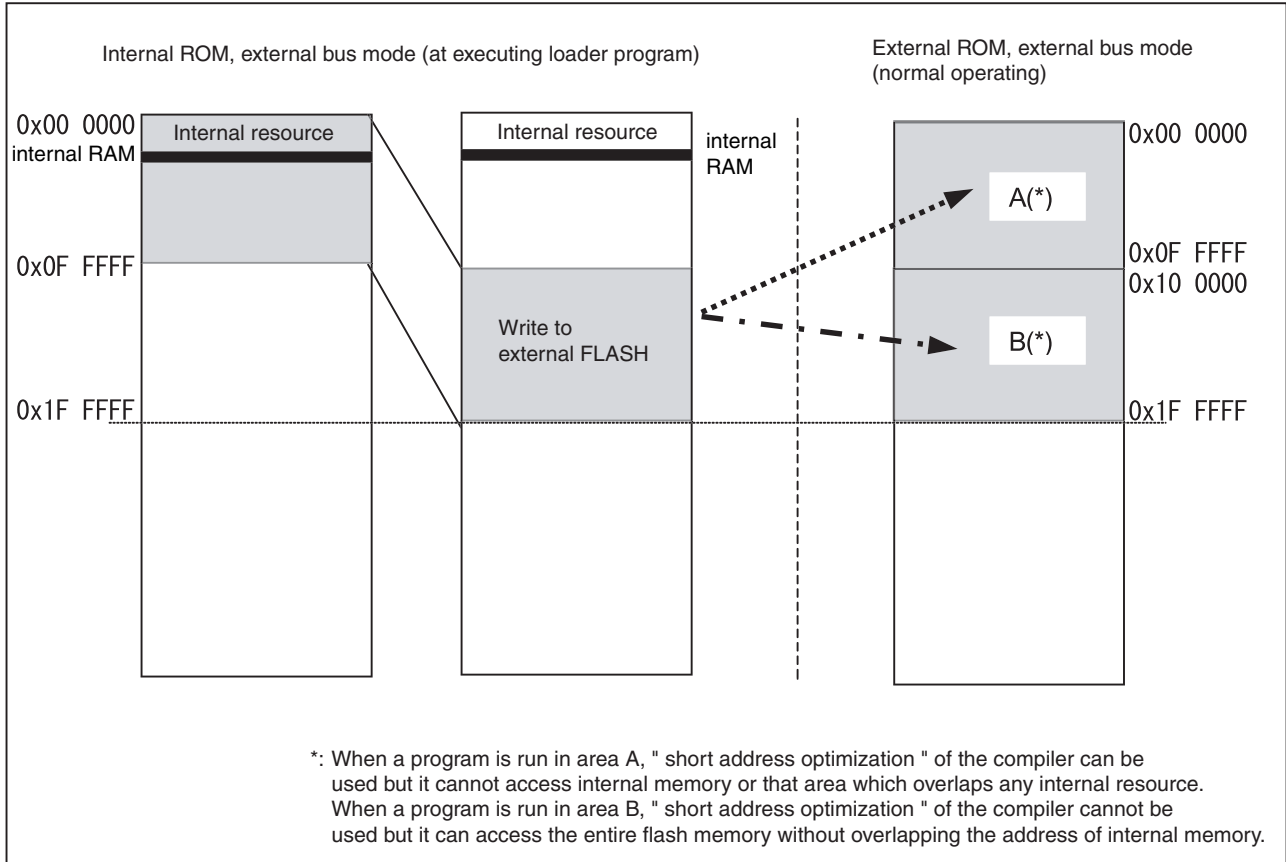 Internal ROM, external bus mode (at executing loader program)
External ROM, external bus mode
(normal operating)
0x00 0000
internal RAM
Internal resource
Internal resource
internal
RAM
0x00 0000
A(*)
0x0F FFFF
0x0F FFFF
0x10 0000
Write to
external FLASH
B(*)
0x1F FFFF
0x1F FFFF
*: When a program is run in area A, " short address optimization " of the compiler can be
used but it cannot access internal memory or that area which overlaps any internal resource.
When a program is run in area B, " short address optimization " of the compiler cannot be
used but it can access the entire flash memory without overlapping the address of internal memory.